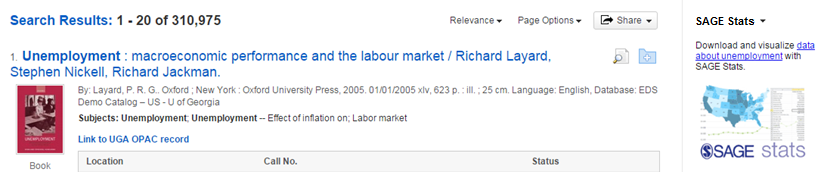 Search Results: 1 - 20 of 310,975
Relevance
Page Options
Share
1. Unemployment : macroeconomic performance and the labour market / Richard Layard,
Stephen Nickell, Richard Jackman.
By: Layard, P. R. G.. Oxford ; New York : Oxford University Press, 2005. 01/01/2005 xlv, 623 p. : ill. ; 25 cm. Language: English, Database: EDS
Demo Catalog – US - U of Georgia
Subjects: Unemployment; Unemployment -- Effect of inflation on; Labor market
UNEMPLOYMENT
Book
Link to UGA OPAC record
Location Call No. Status
SAGE Stats
Download and visualize data
about unemployment with
SAGE Stats.
SAGE stats